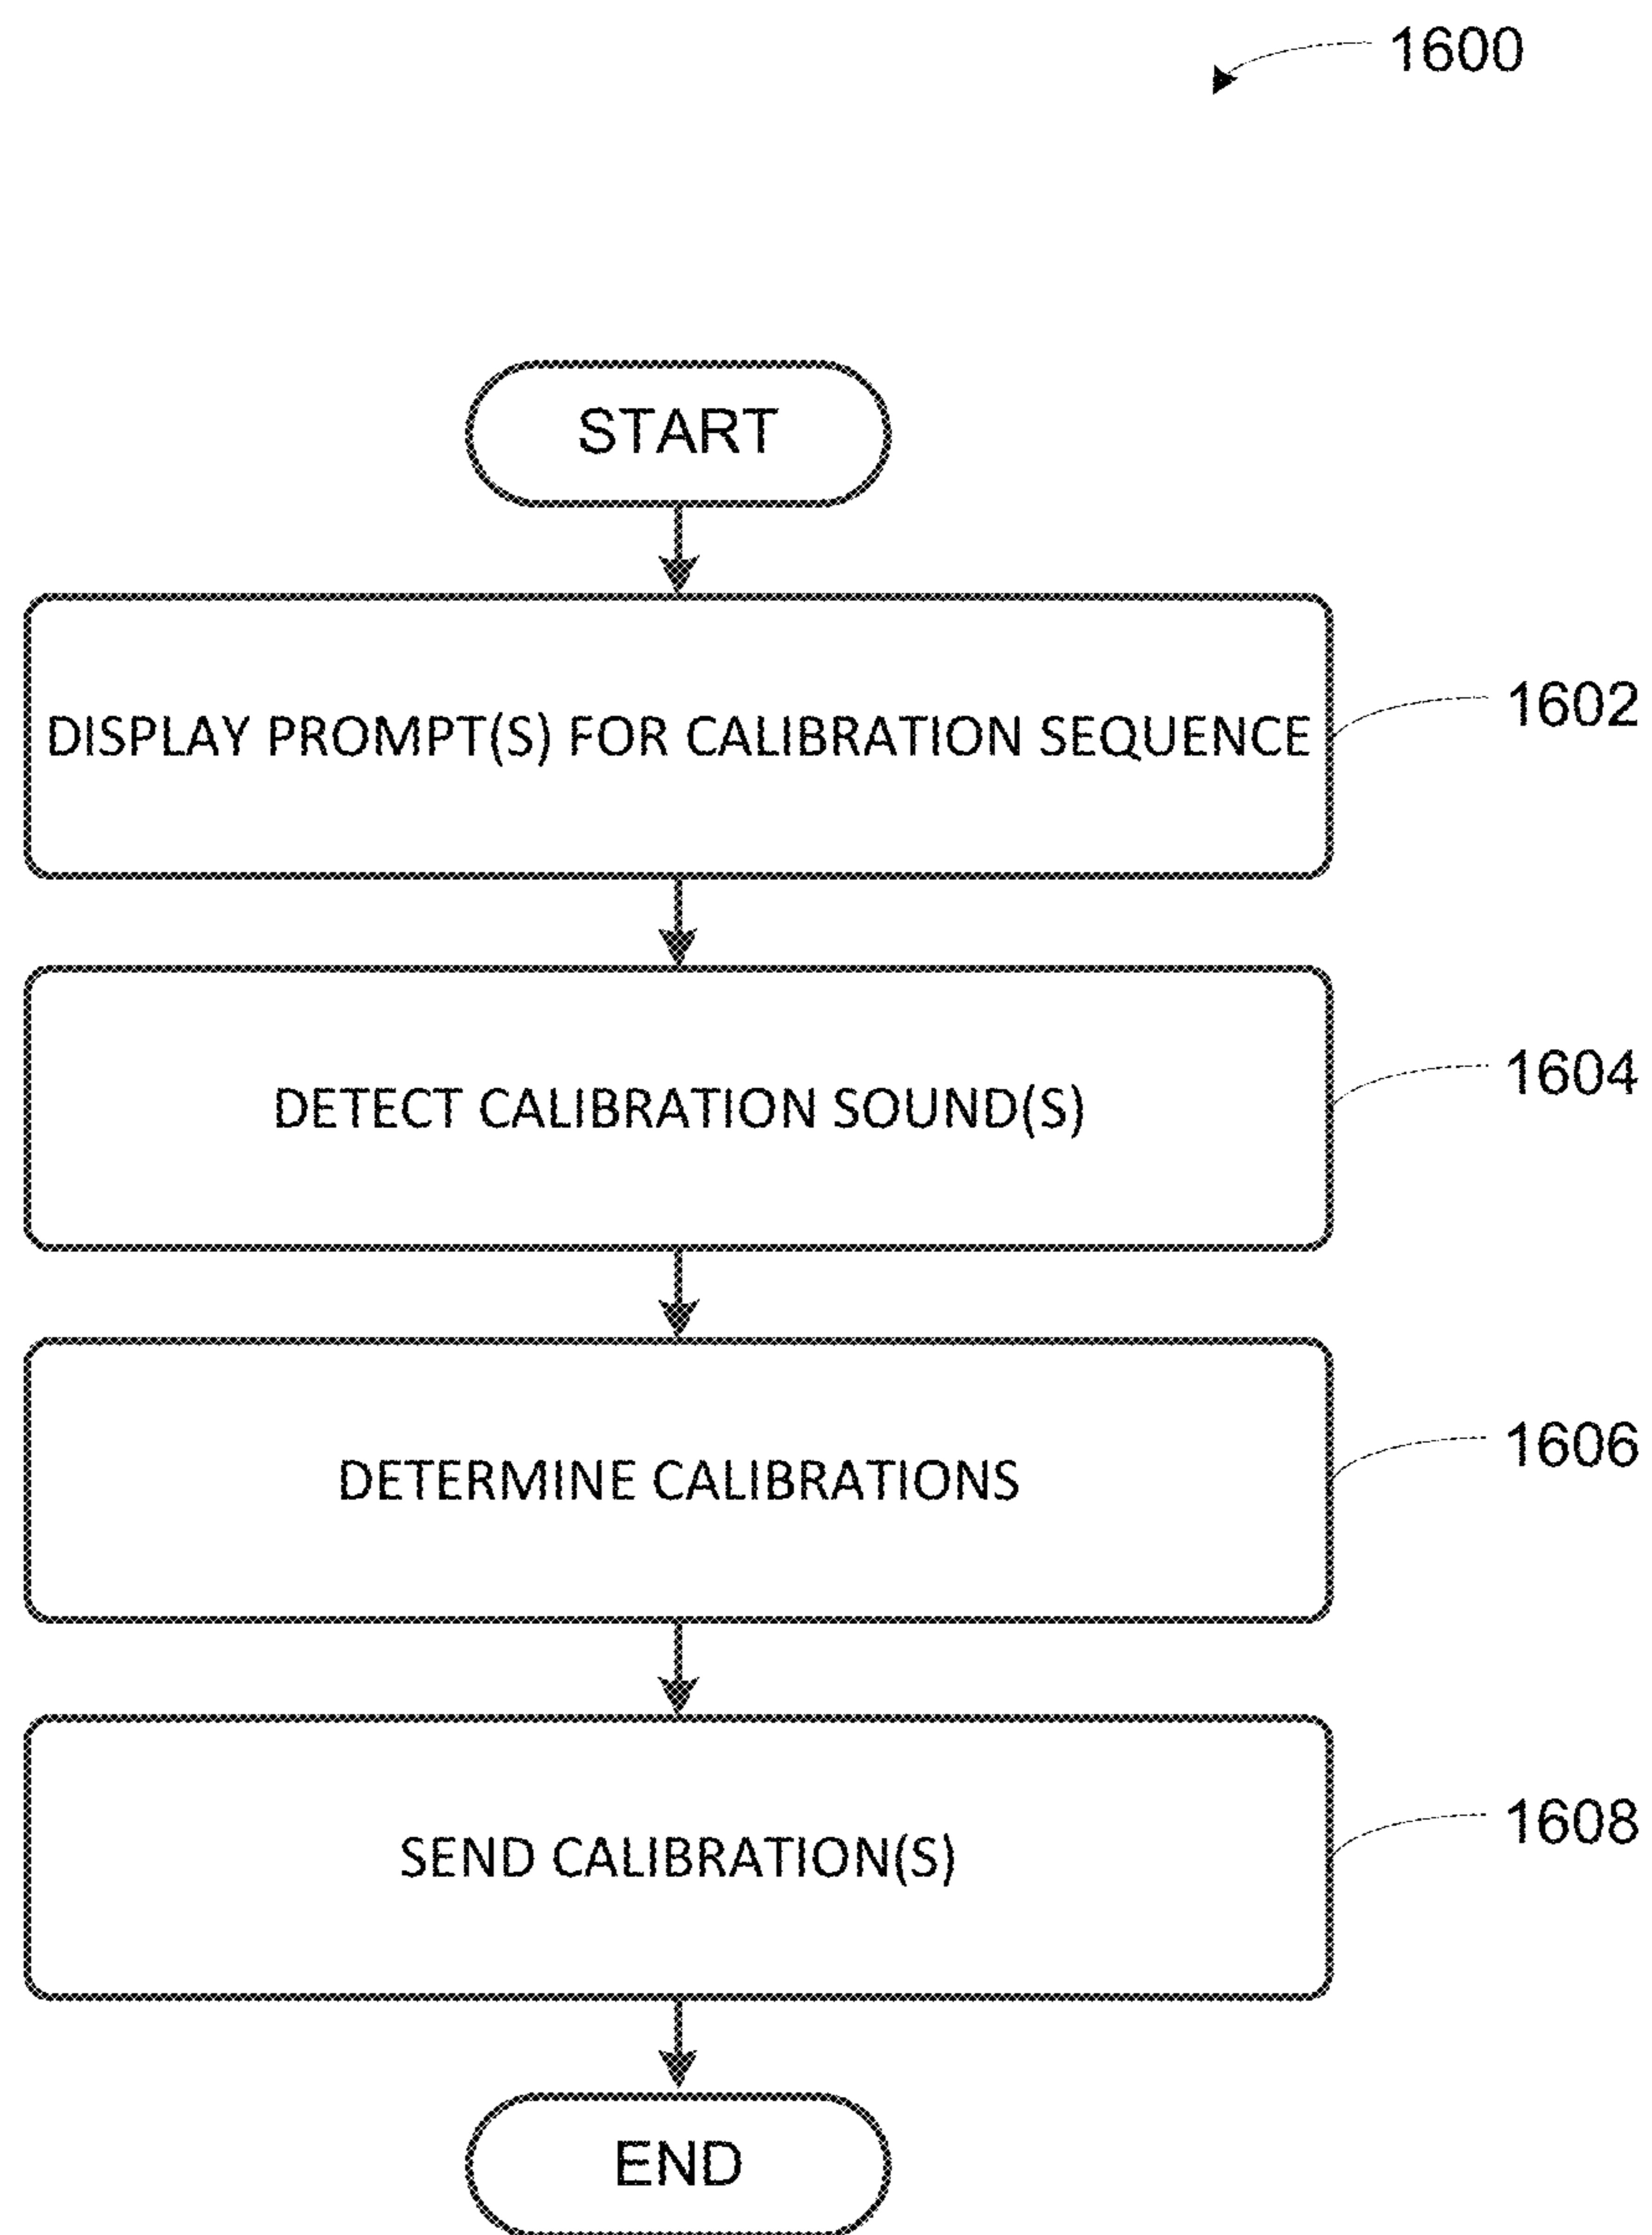 1600
START
DISPLAY PROMPT(S) FOR CALIBRATION SEQUENCE
1602
DETECT CALIBRATION SOUND(S)
1604
DETERMINE CALIBRATIONS
1606
SEND CALIBRATION(S)
1608
END